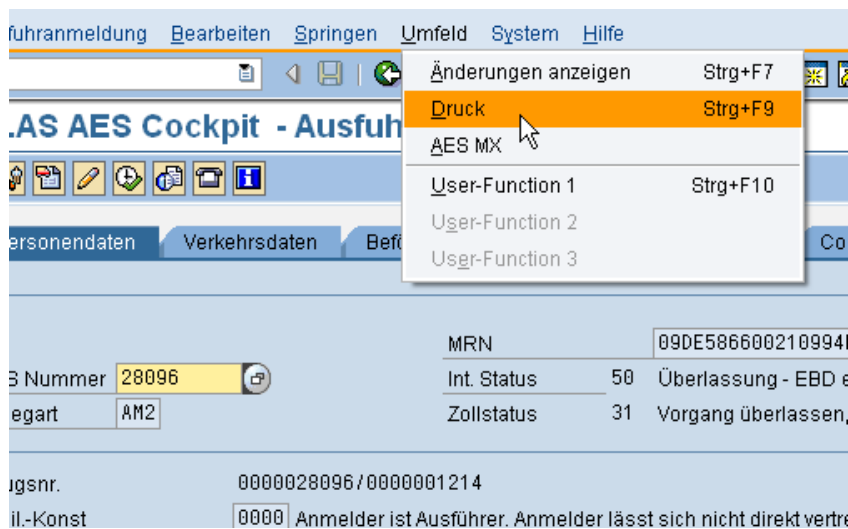 fuhranmeldung Bearbeiten Springen Umfeld System Hilfe
Änderungen anzeigen Strg+F7
.AS AES Cockpit - Ausfuh
Druck Strg+F9
AES MX
User-Function 1 Strg+F10
User-Function 2
User-Function 3
ersonendaten Verkehrsdaten Befö Co
MRN 09DE586600210994
S Nummer 28096 Int. Status 50 Überlassung - EBD e
egart AM2 Zollstatus 31 Vorgang überlassen,
ugsnr. 0000028096/0000001214
il.-Konst 0000 Anmelder ist Ausführer. Anmelder lässt sich nicht direkt vertre